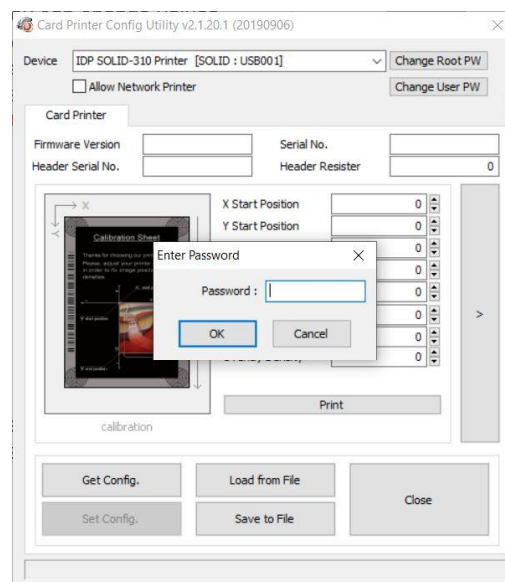 Card Printer Config Utility v2.1.20.1 (20190906)
Device IDP SOLID-310 Printer [SOLID : USB001] Change Root PW
Allow Network Printer Change User PW
Card Printer
Firmware Version Serial No.
Header Serial No. Header Resister 0
X X Start Position 0
Y Y Start Position 0
Calibration Sheet
Enter Password
0
0
Password :
0
0
OK Cancel
0
0
>
Print
calibration
Get Config. Load from File
Close
Set Config. Save to File